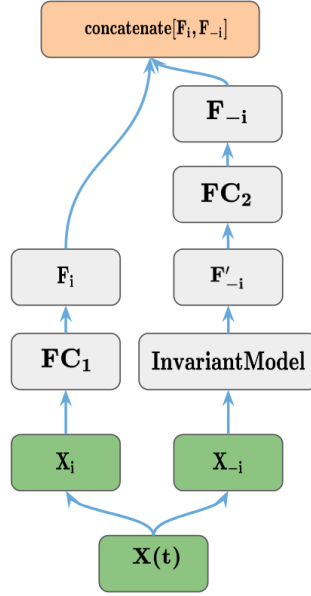 concatenate[F_i, F_{-i}]
F_{-i}
FC_2
F_i
F'_{-i}
FC_1
InvariantModel
X_i
X_{-i}
X(t)